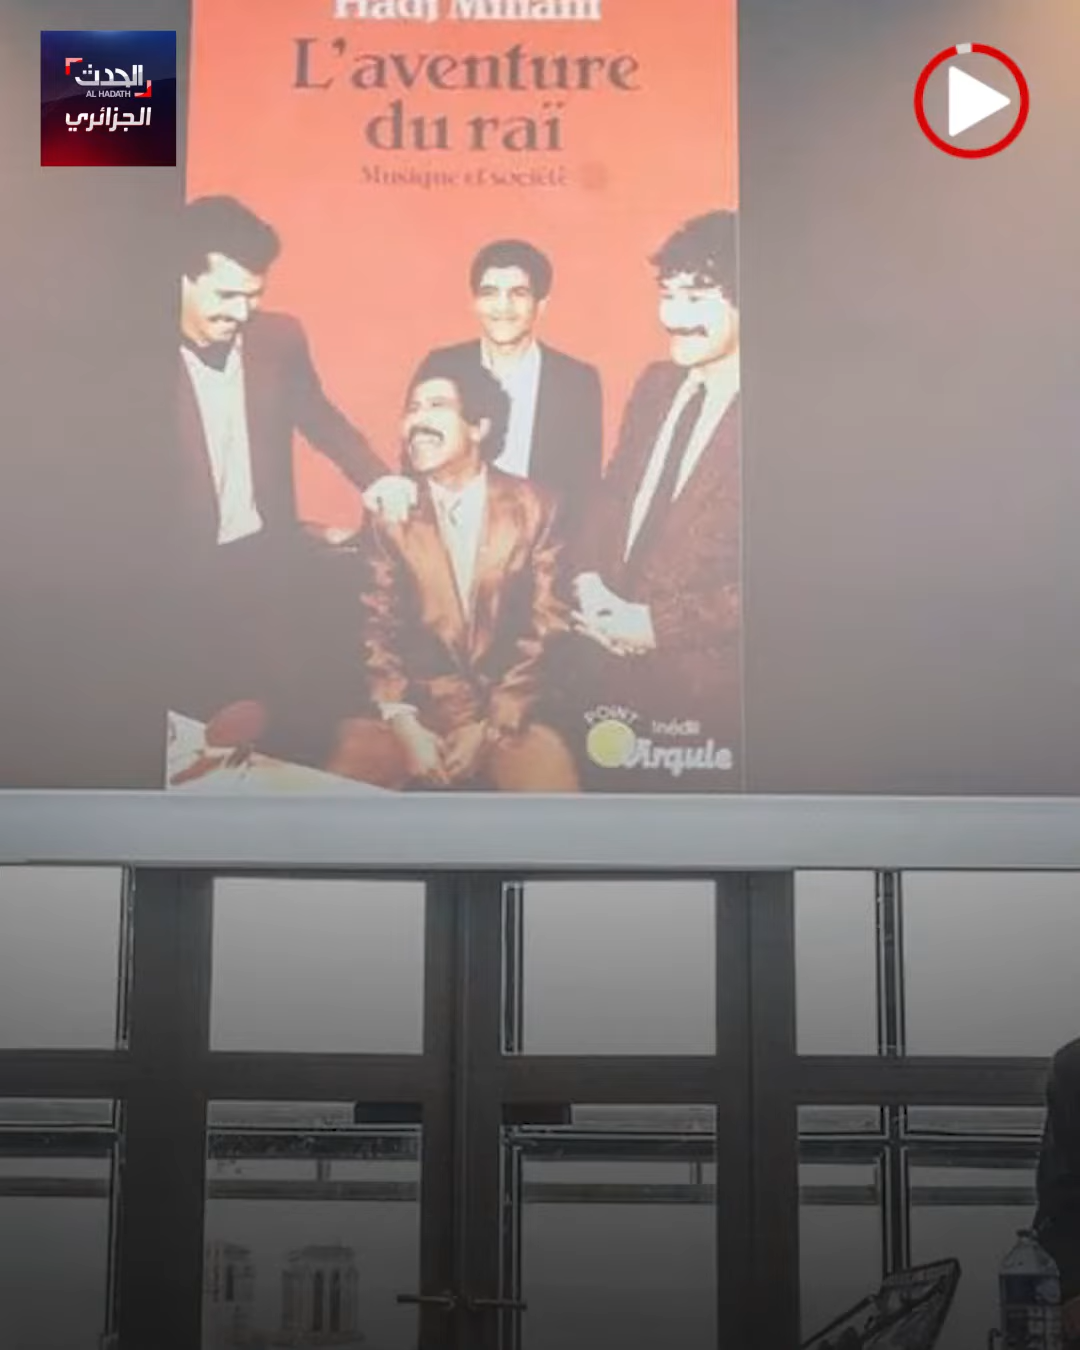 الحدث
AL HADATH
الجزائري
Hadj Miliani
L'aventure
du raï
Musique et société
POINT
Inédit
Virgule